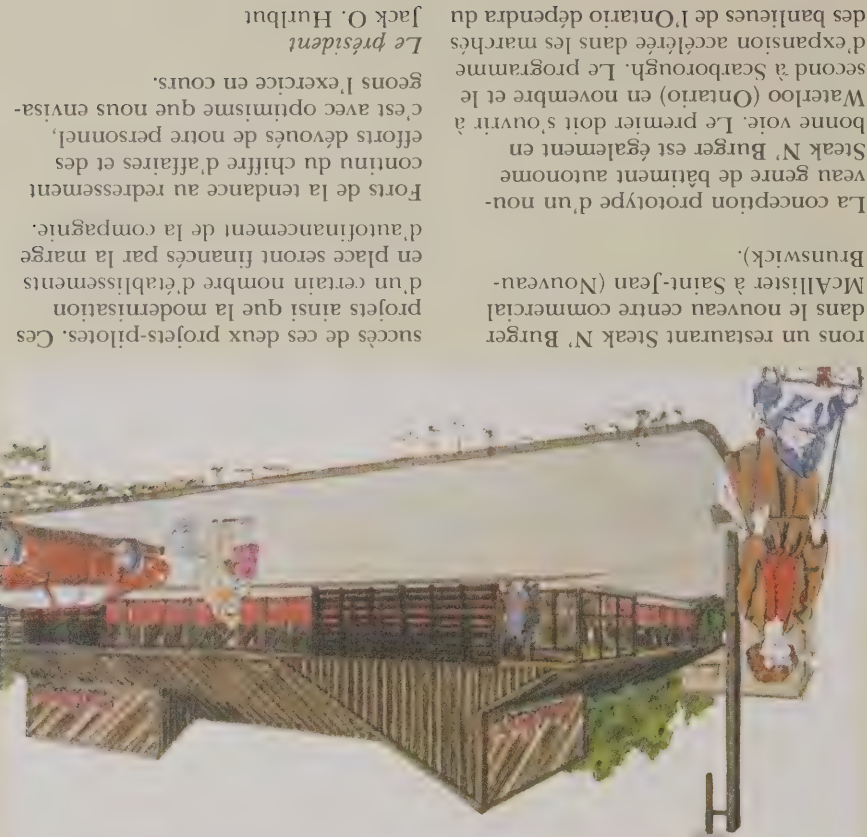 rons un restaurant Steak N' Burger
dans le nouveau centre commercial
McAllister à Saint-Jean (Nouveau-
Brunswick).
La conception prototype d'un nou-
veau genre de bâtiment autonome
Steak N' Burger est également en
bonne voie. Le premier doit s'ouvrir à
Waterloo (Ontario) en novembre et le
second à Scarborough. Le programme
d'expansion accélérée dans les marchés
des banlieues de l'Ontario dépendra du
succès de ces deux projets-pilotes. Ces
projets ainsi que la modernisation
d'un certain nombre d'établissements
en place seront financés par la marge
d'autofinancement de la compagnie.
Forts de la tendance au redressement
continu du chiffre d'affaires et des
efforts dévoués de notre personnel,
c'est avec optimisme que nous envisa-
geons l'exercice en cours.
Le président
Jack O. Hurlbut